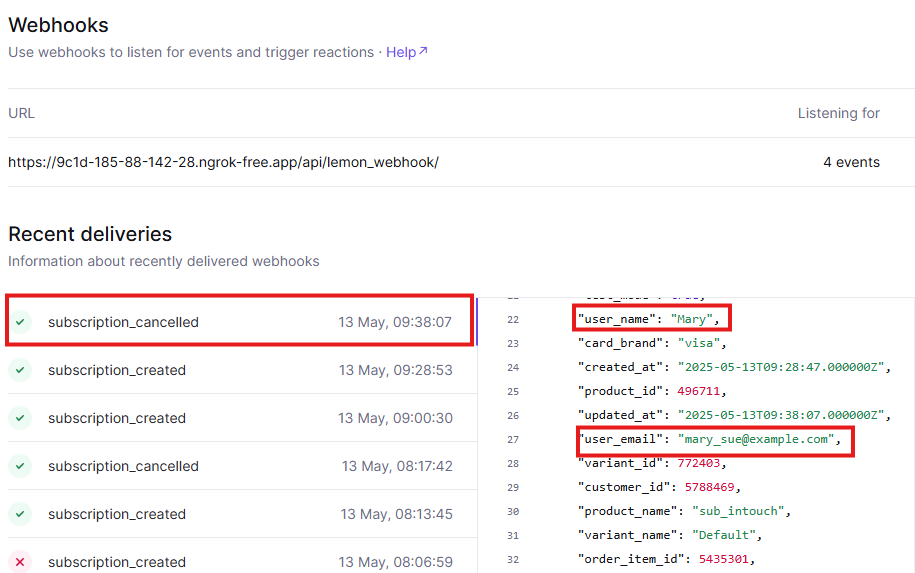 Webhooks
Use webhooks to listen for events and trigger reactions · Help↗
URL Listening for
https://9c1d-185-88-142-28.ngrok-free.app/api/lemon_webhook/ 4 events
Recent deliveries
Information about recently delivered webhooks
subscription_cancelled 13 May, 09:38:07
subscription_created 13 May, 09:28:53
subscription_created 13 May, 09:00:30
subscription_cancelled 13 May, 08:17:42
subscription_created 13 May, 08:13:45
subscription_created 13 May, 08:06:59
22 "user_name": "Mary",
23 "card_brand": "visa",
24 "created_at": "2025-05-13T09:28:47.000000Z",
25 "product_id": 496711,
26 "updated_at": "2025-05-13T09:38:07.000000Z",
27 "user_email": "mary_sue@example.com",
28 "variant_id": 772403,
29 "customer_id": 5788469,
30 "product_name": "sub_intouch",
31 "variant_name": "Default",
32 "order_item_id": 5435301,